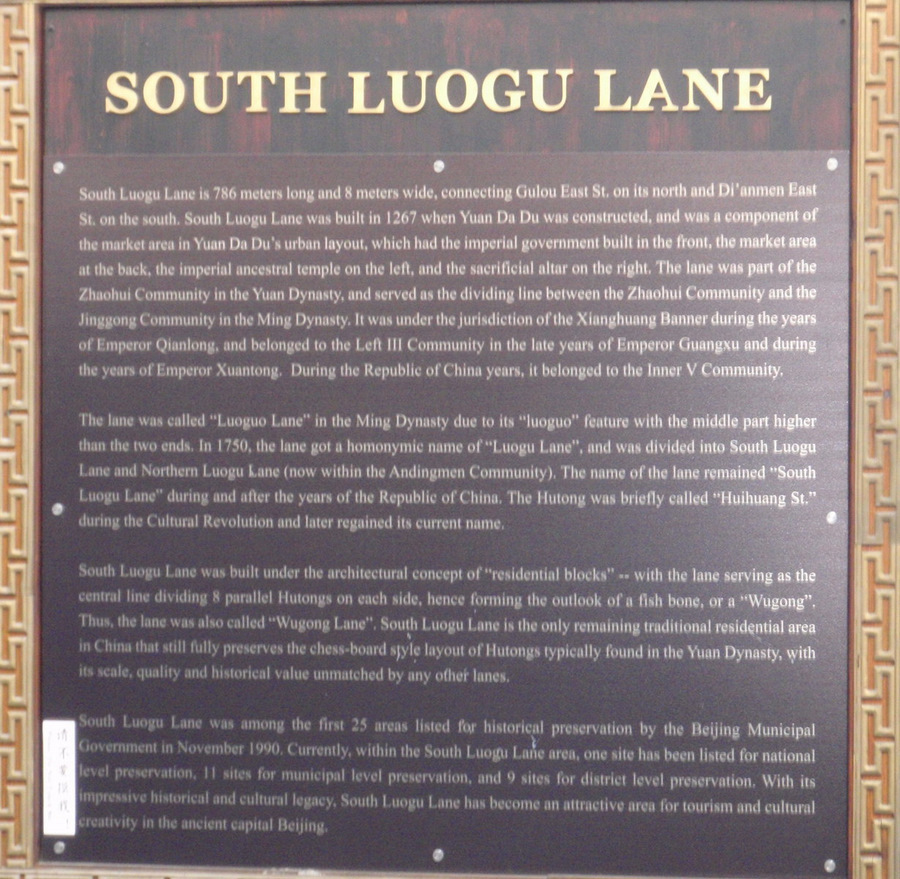 SOUTH LUOGU LANE
South Luogu Lane is 786 meters long and 8 meters wide, connecting Gulou East St. on its north and Di'anmen East
St. on the south. South Luogu Lane was built in 1267 when Yuan Da Du was constructed, and was a component of
the market area in Yuan Da Du's urban layout, which had the imperial government built in the front, the market area
at the back, the imperial ancestral temple on the left, and the sacrificial altar on the right. The lane was part of the
Zhaohui Community in the Yuan Dynasty, and served as the dividing line between the Zhaohui Community and the
Jinggong Community in the Ming Dynasty. It was under the jurisdiction of the Xianghuang Banner during the years
of Emperor Qianlong, and belonged to the Left III Community in the late years of Emperor Guangxu and during
the years of Emperor Xuantong. During the Republic of China years, it belonged to the Inner V Community.
The lane was called "Luoguo Lane" in the Ming Dynasty due to its "luoguo" feature with the middle part higher
than the two ends. In 1750, the lane got a homonymic name of "Luogu Lane", and was divided into South Luogu
Lane and Northern Luogu Lane (now within the Andingmen Community). The name of the lane remained "South
Luogu Lane" during and after the years of the Republic of China. The Hutong was briefly called "Huihuang St."
during the Cultural Revolution and later regained its current name.
South Luogu Lane was built under the architectural concept of "residential blocks" -- with the lane serving as the
central line dividing 8 parallel Hutongs on each side, hence forming the outlook of a fish bone, or a "Wugong".
Thus, the lane was also called "Wugong Lane". South Luogu Lane is the only remaining traditional residential area
in China that still fully preserves the chess-board style layout of Hutongs typically found in the Yuan Dynasty, with
its scale, quality and historical value unmatched by any other lanes.
South Luogu Lane was among the first 25 areas listed for historical preservation by the Beijing Municipal
Government in November 1990. Currently, within the South Luogu Lane area, one site has been listed for national
level preservation, 11 sites for municipal level preservation, and 9 sites for district level preservation. With its
impressive historical and cultural legacy, South Luogu Lane has become an attractive area for tourism and cultural
creativity in the ancient capital Beijing.